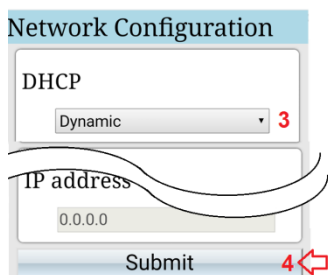 Network Configuration
DHCP
Dynamic 3
IP address
0.0.0.0
Submit 4